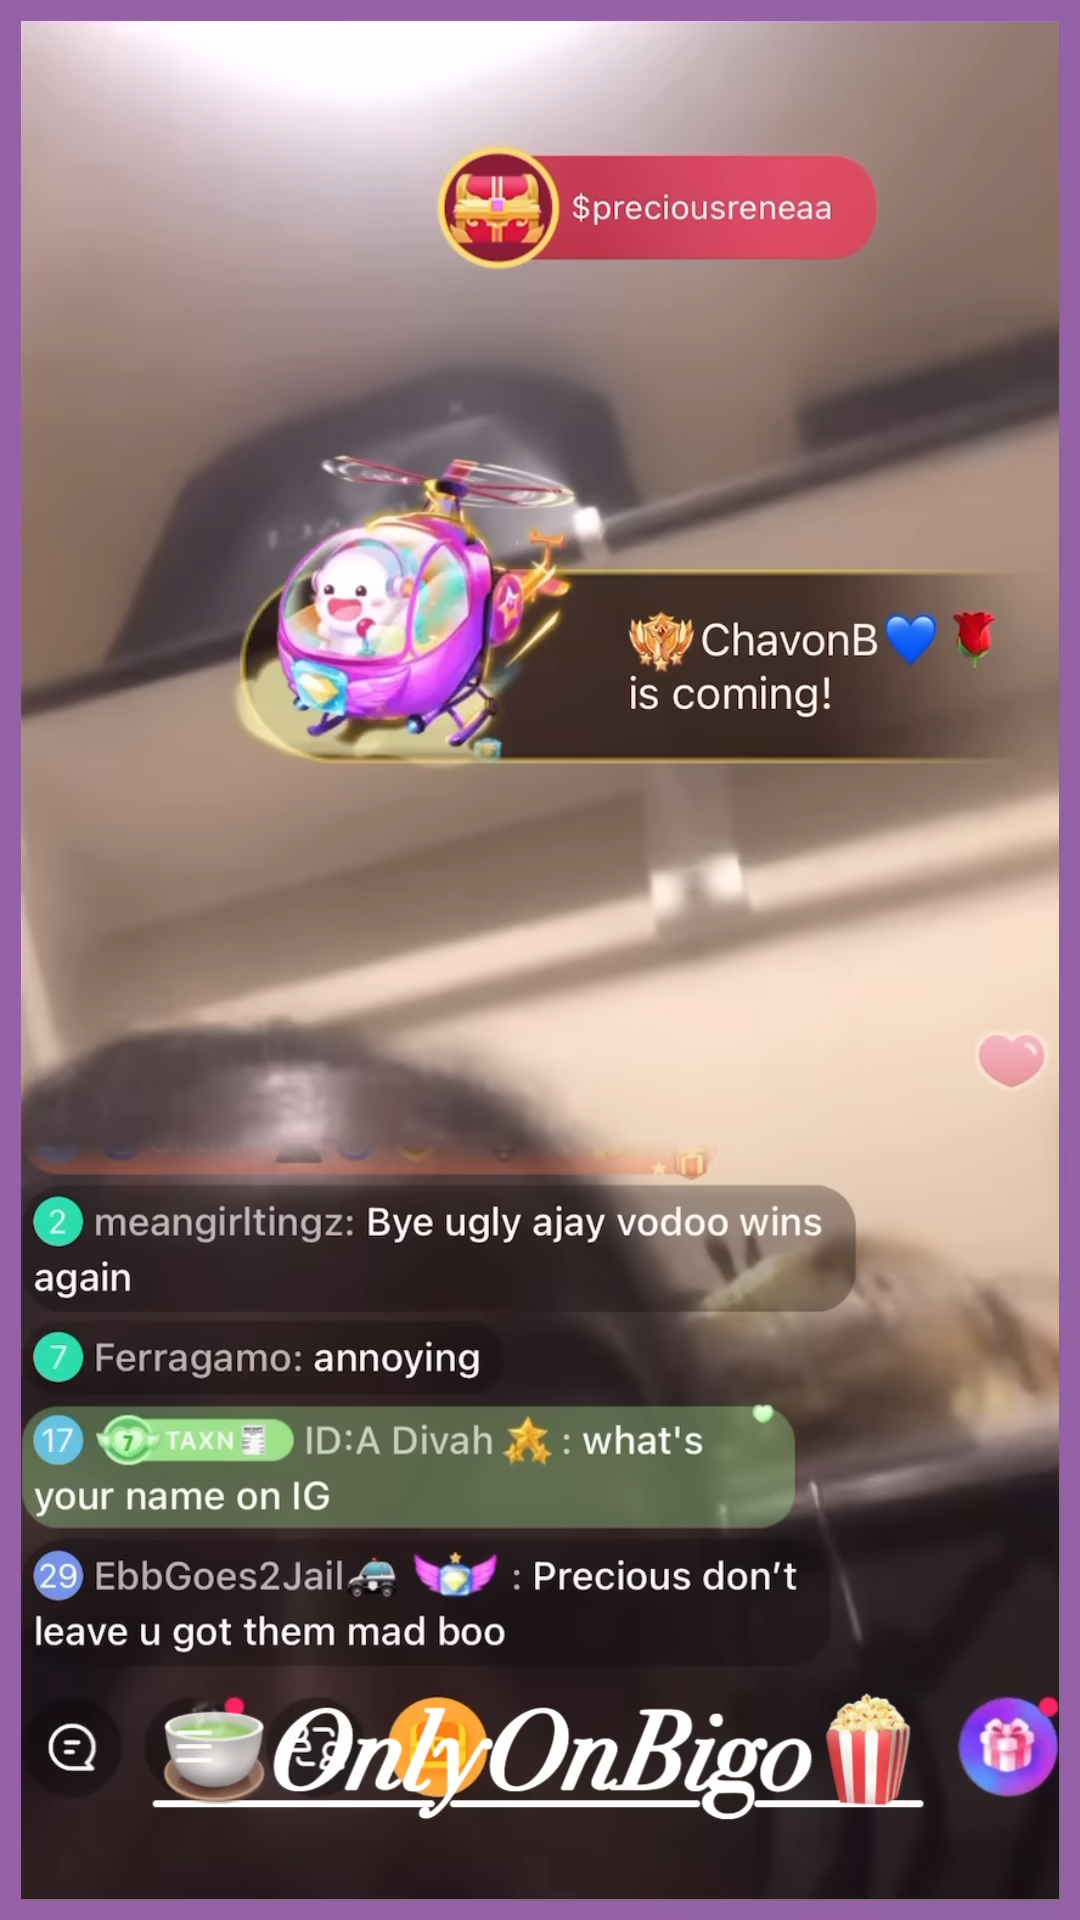 $preciousreneaa
ChavonB💙🌹
is coming!
2 meangirltingz: Bye ugly ajay vodoo wins
again
7 Ferragamo: annoying
17 7 TAXN🧾 ID:A Divah : what's
your name on IG
29 EbbGoes2Jail🚓 : Precious don’t
leave u got them mad boo
🍵OnlyOnBigo🍿